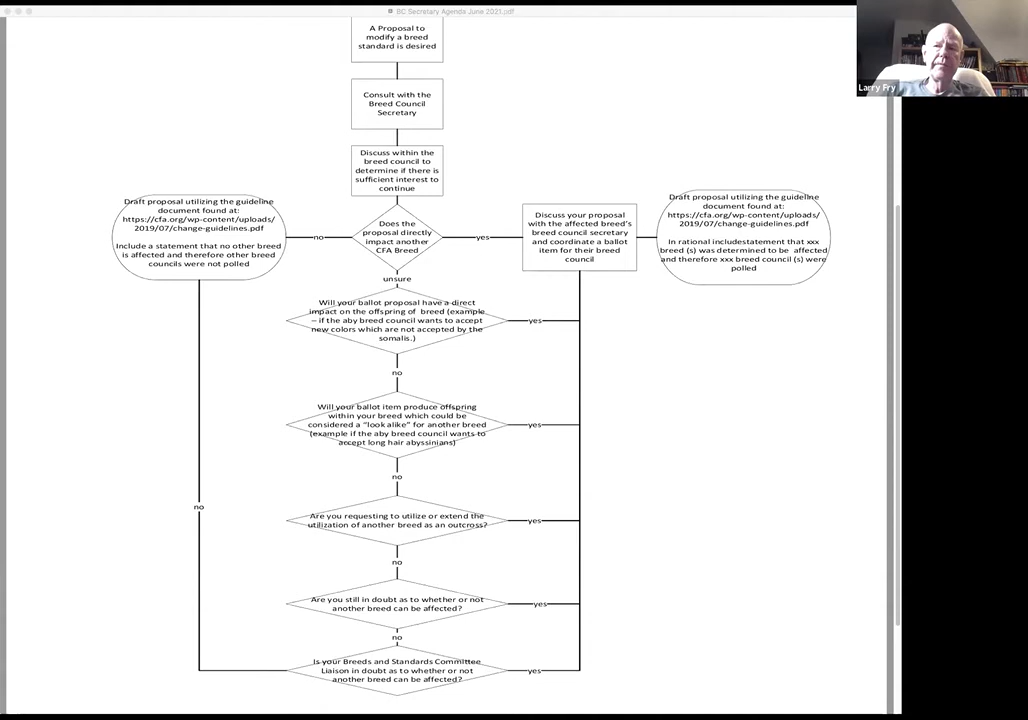 BC Secretary Agenda June 2021.pdf
Larry Fry
A Proposal to
modify a breed
standard is desired
Consult with the
Breed Council
Secretary
Discuss within the
breed council to
determine if there is
sufficient interest to
continue
Draft proposal utilizing the guideline
document found at:
https://cfa.org/wp-content/uploads/
2019/07/change-guidelines.pdf
Include a statement that no other breed
is affected and therefore other breed
councils were not polled
no
Does the
proposal directly
impact another
CFA Breed
yes
Discuss your proposal
with the affected breed's
breed council secretary
and coordinate a ballot
item for their breed
council
Draft proposal utilizing the guideline
document found at:
https://cfa.org/wp-content/uploads/
2019/07/change-guidelines.pdf
In rational includestatement that xxx
breed (s) was determined to be affected
and therefore xxx breed council (s) were
polled
unsure
Will your ballot proposal have a direct
impact on the offspring of breed (example
– if the aby breed council wants to accept
new colors which are not accepted by the
somalis.)
yes
no
Will your ballot item produce offspring
within your breed which could be
considered a "look alike" for another breed
(example if the aby breed council wants to
accept long hair abyssinians)
yes
no
Are you requesting to utilize or extend the
utilization of another breed as an outcross?
yes
no
no
Are you still in doubt as to whether or not
another breed can be affected?
yes
no
Is your Breeds and Standards Committee
Liaison in doubt as to whether or not
another breed can be affected?
yes